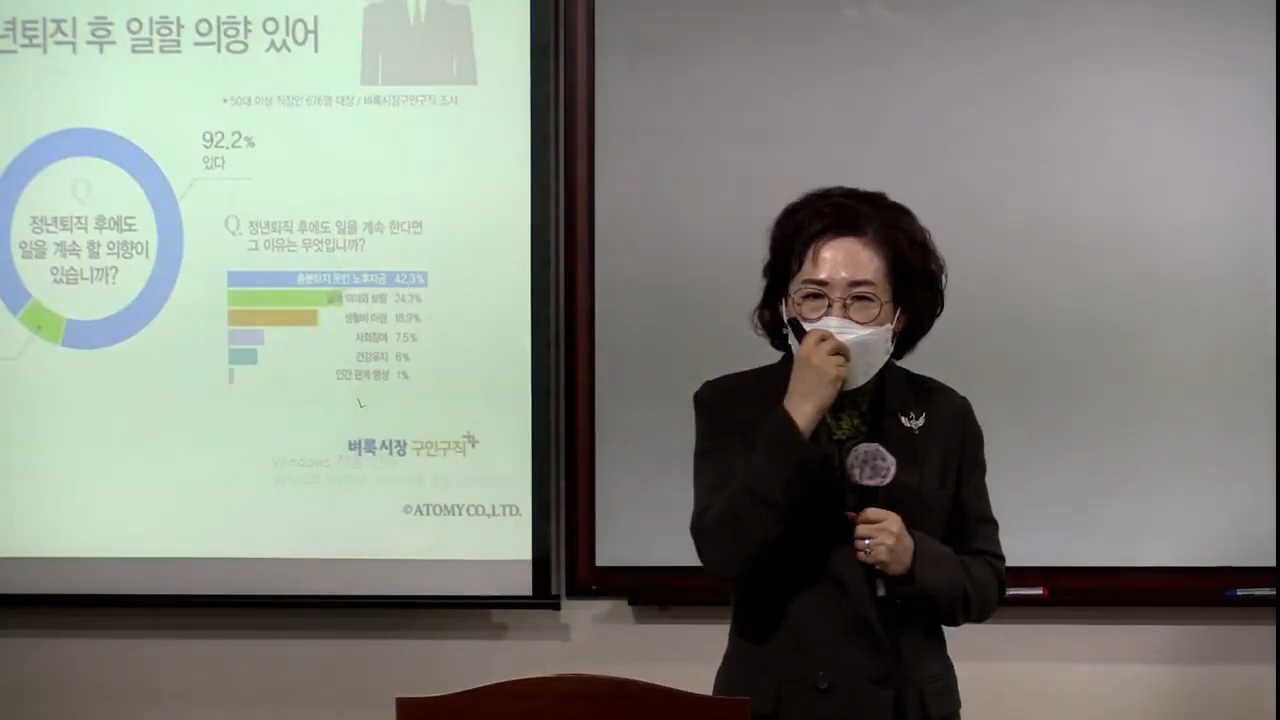 년퇴직 후 일할 의향 있어
* 50대 이상 직장인 676명 대상 / 벼룩시장구인구직 조사
92.2%
있다
Q.
정년퇴직 후에도
일을 계속 할 의향이
있습니까?
Q. 정년퇴직 후에도 일을 계속 한다면
그 이유는 무엇입니까?
충분하지 못한 노후자금 42.3%
의미와 보람 24.3%
생활비 마련 18.9%
사회참여 7.5%
건강유지 6%
인간 관계 형성 1%
벼룩시장 구인구직
Windows
©ATOMY CO.,LTD.